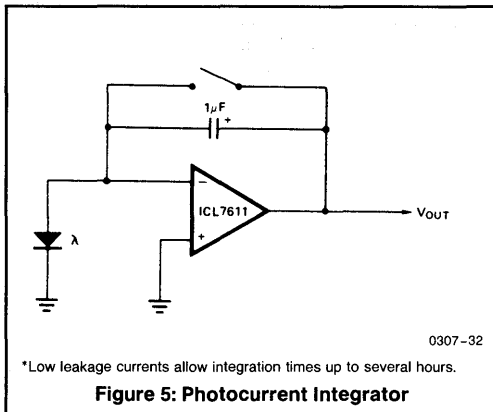 1μF
+
−
ICL7611
+
VOUT
λ
0307-32
*Low leakage currents allow integration times up to several hours.
Figure 5: Photocurrent Integrator